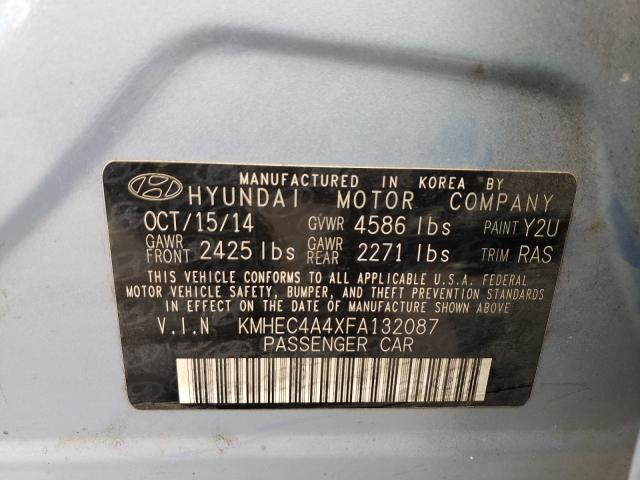 MANUFACTURED IN KOREA BY
HYUNDAI MOTOR COMPANY
OCT/15/14 GVWR 4586 lbs PAINT Y2U
GAWR FRONT 2425 lbs GAWR REAR 2271 lbs TRIM RAS
THIS VEHICLE CONFORMS TO ALL APPLICABLE U.S.A. FEDERAL
MOTOR VEHICLE SAFETY, BUMPER, AND THEFT PREVENTION STANDARDS
IN EFFECT ON THE DATE OF MANUFACTURE SHOWN ABOVE.
V.I.N KMHEC4A4XFA132087
PASSENGER CAR